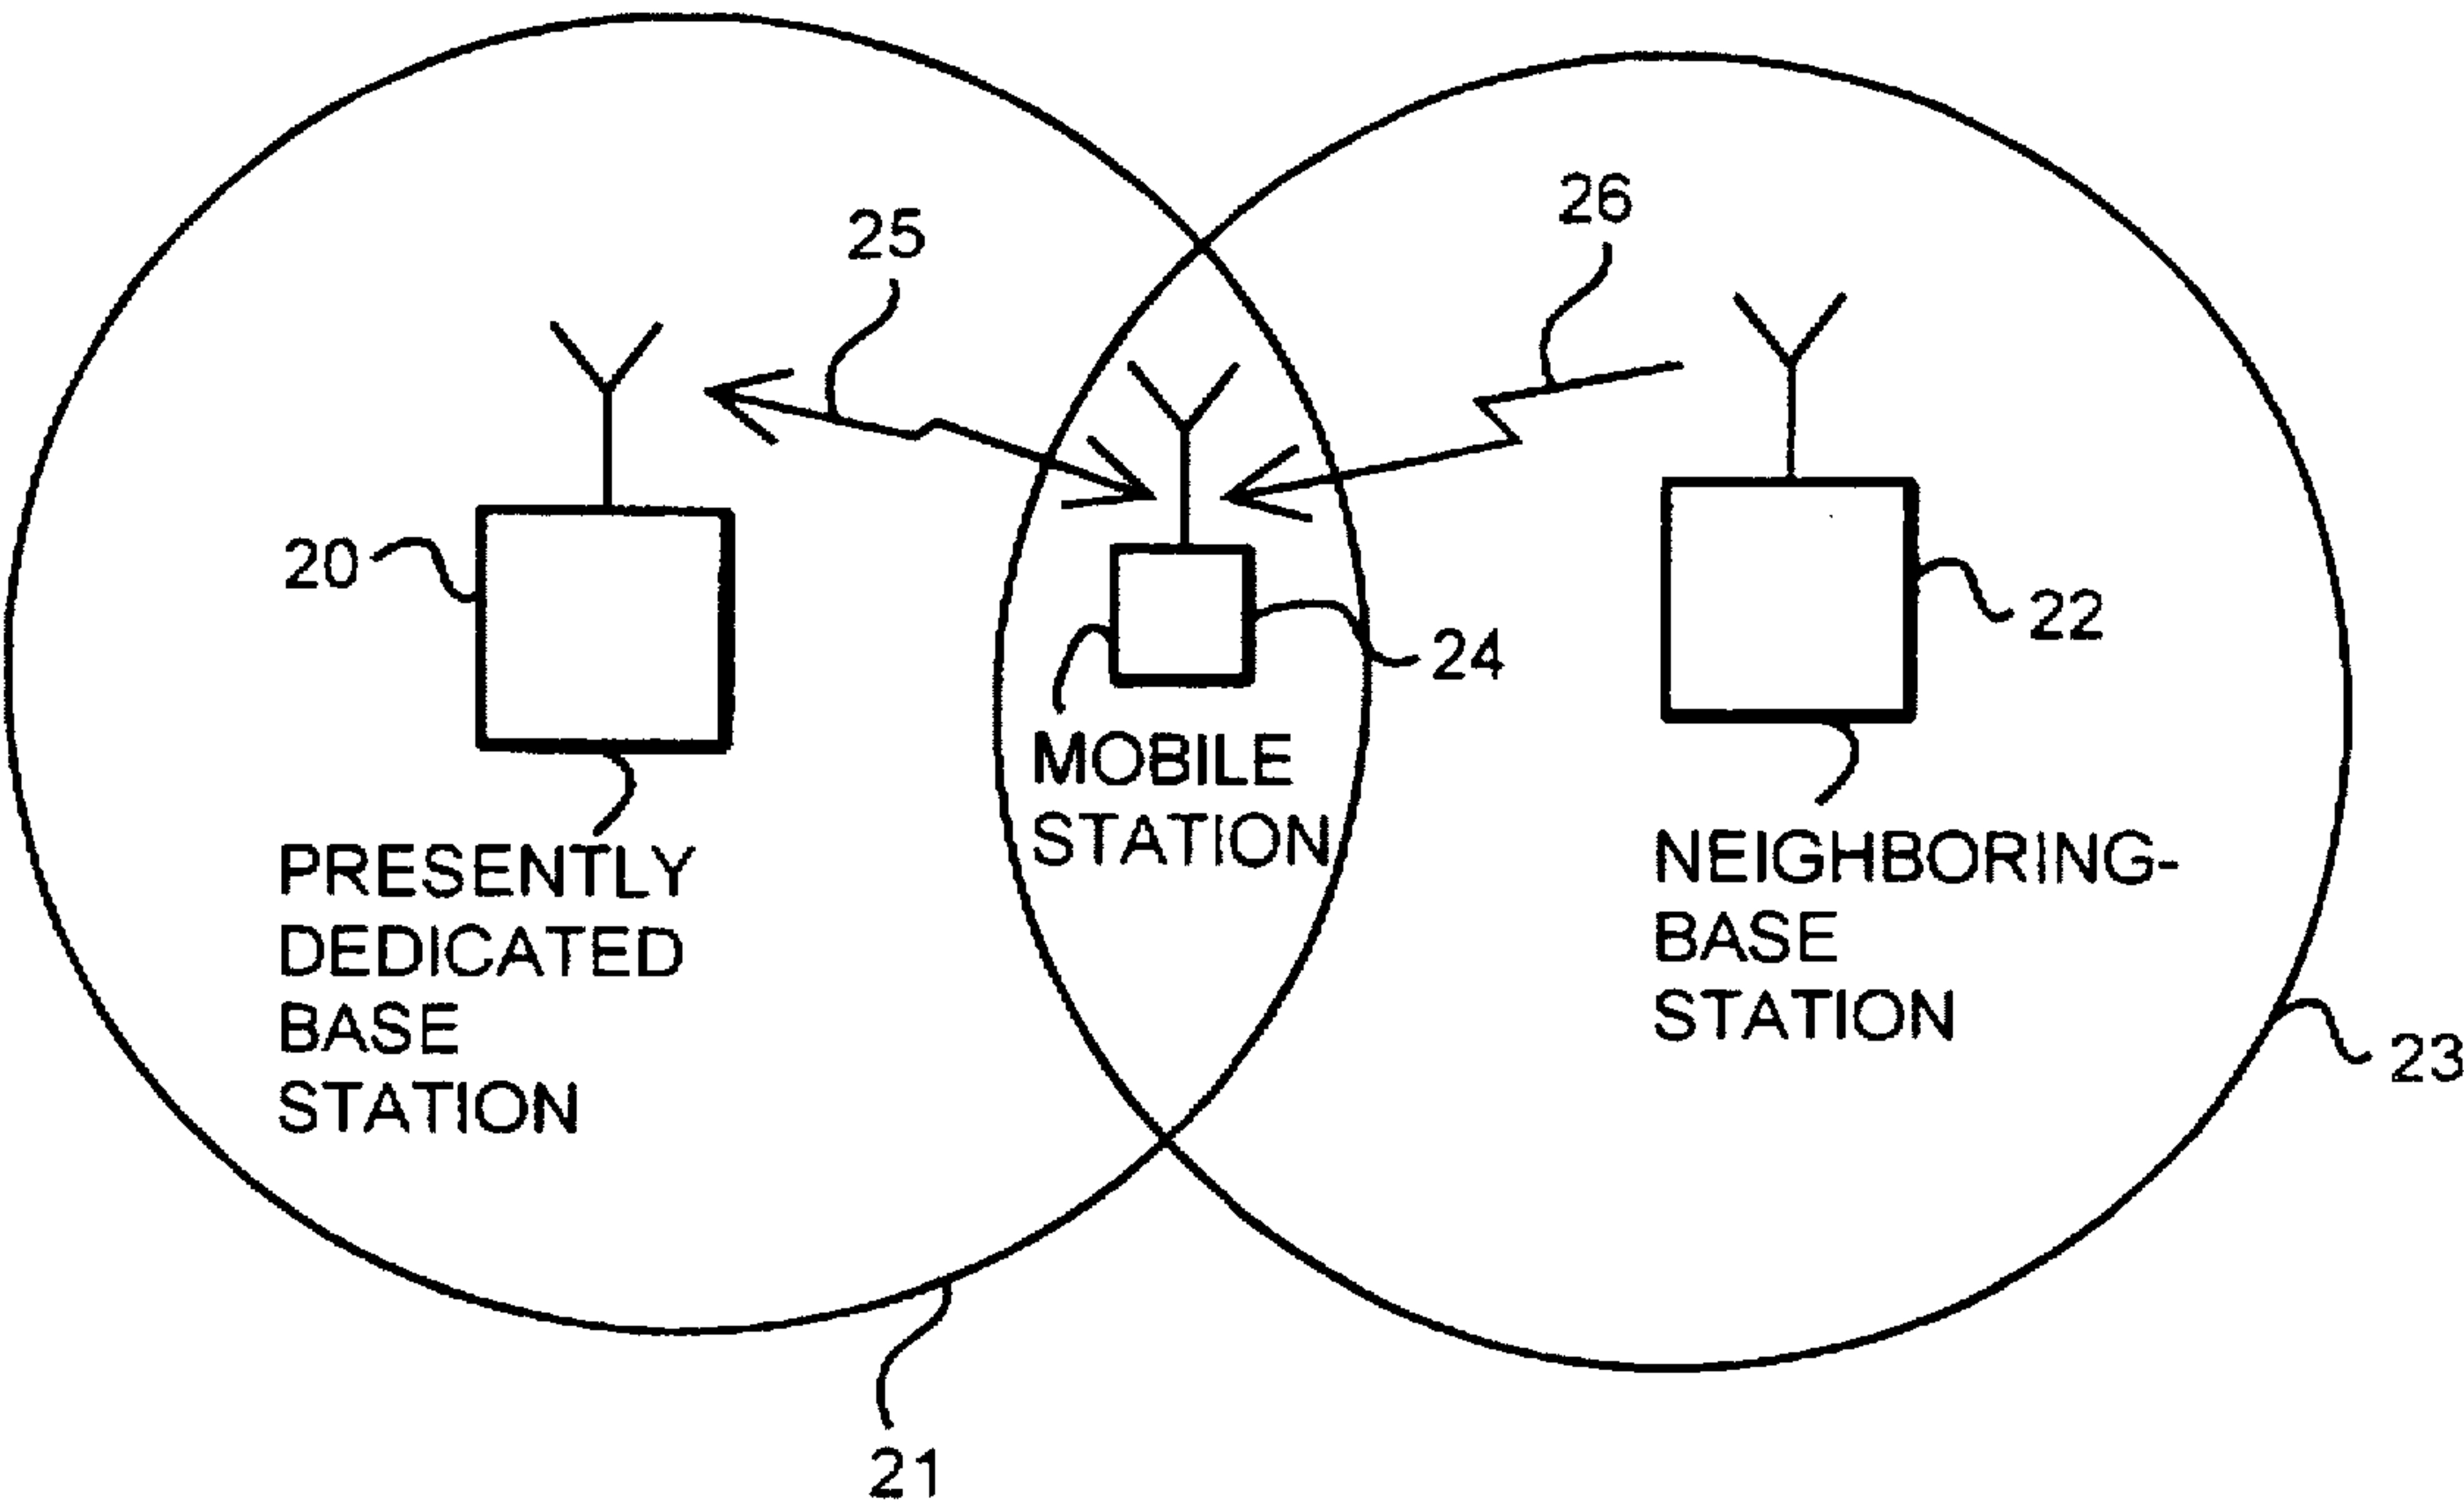 25
26
20
24
22
MOBILE
STATION
PRESENTLY
DEDICATED
BASE
STATION
NEIGHBORING-
BASE
STATION
23
21